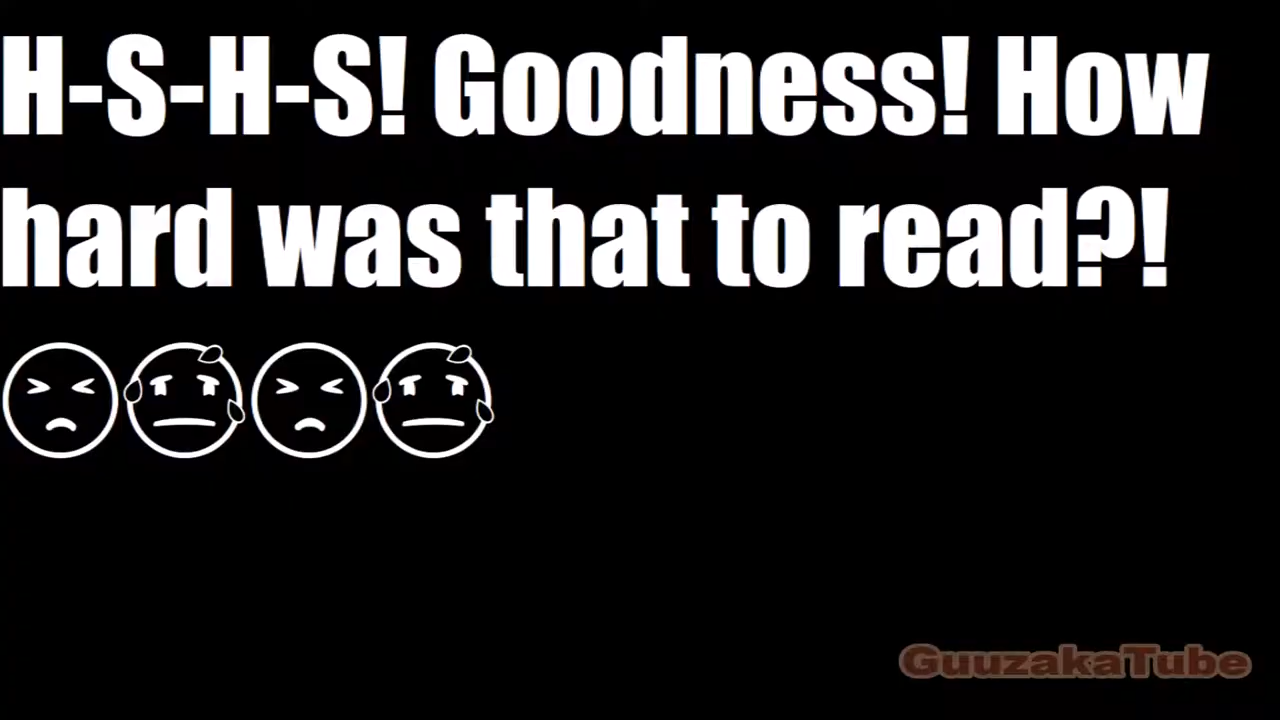 H-S-H-S! Goodness! How
hard was that to read?!
😣😥😣😥
GuuzakaTube